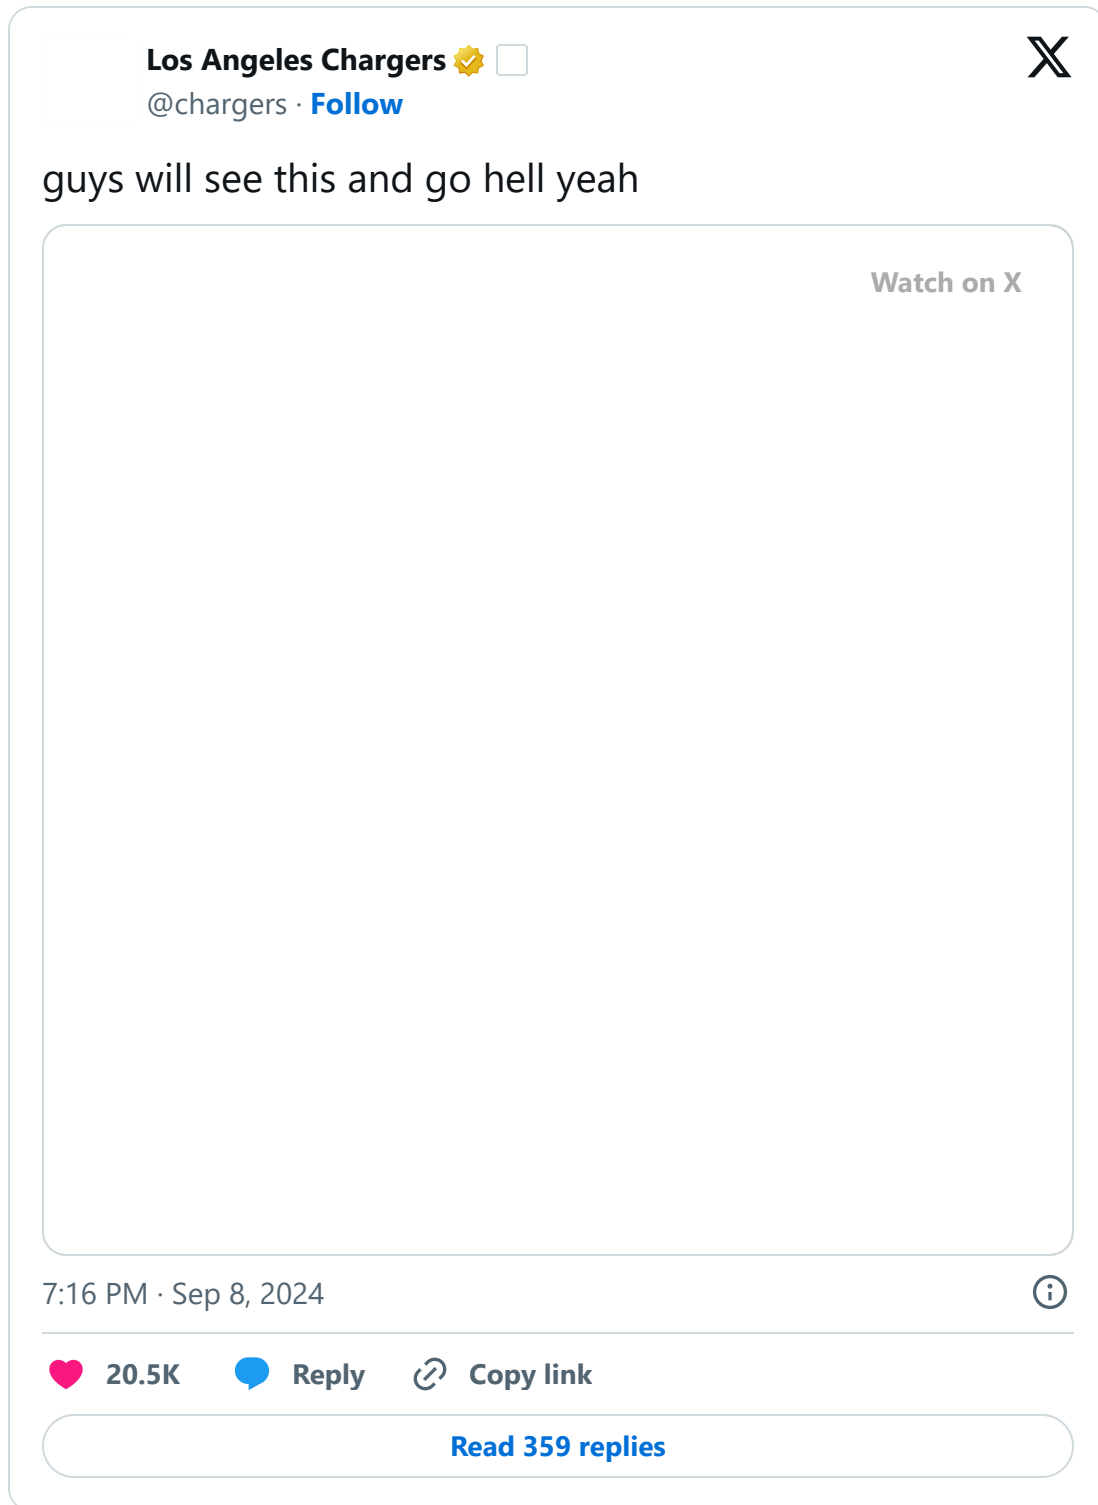 Los Angeles Chargers
@chargers · Follow
guys will see this and go hell yeah
Watch on X
7:16 PM · Sep 8, 2024
20.5K Reply Copy link
Read 359 replies